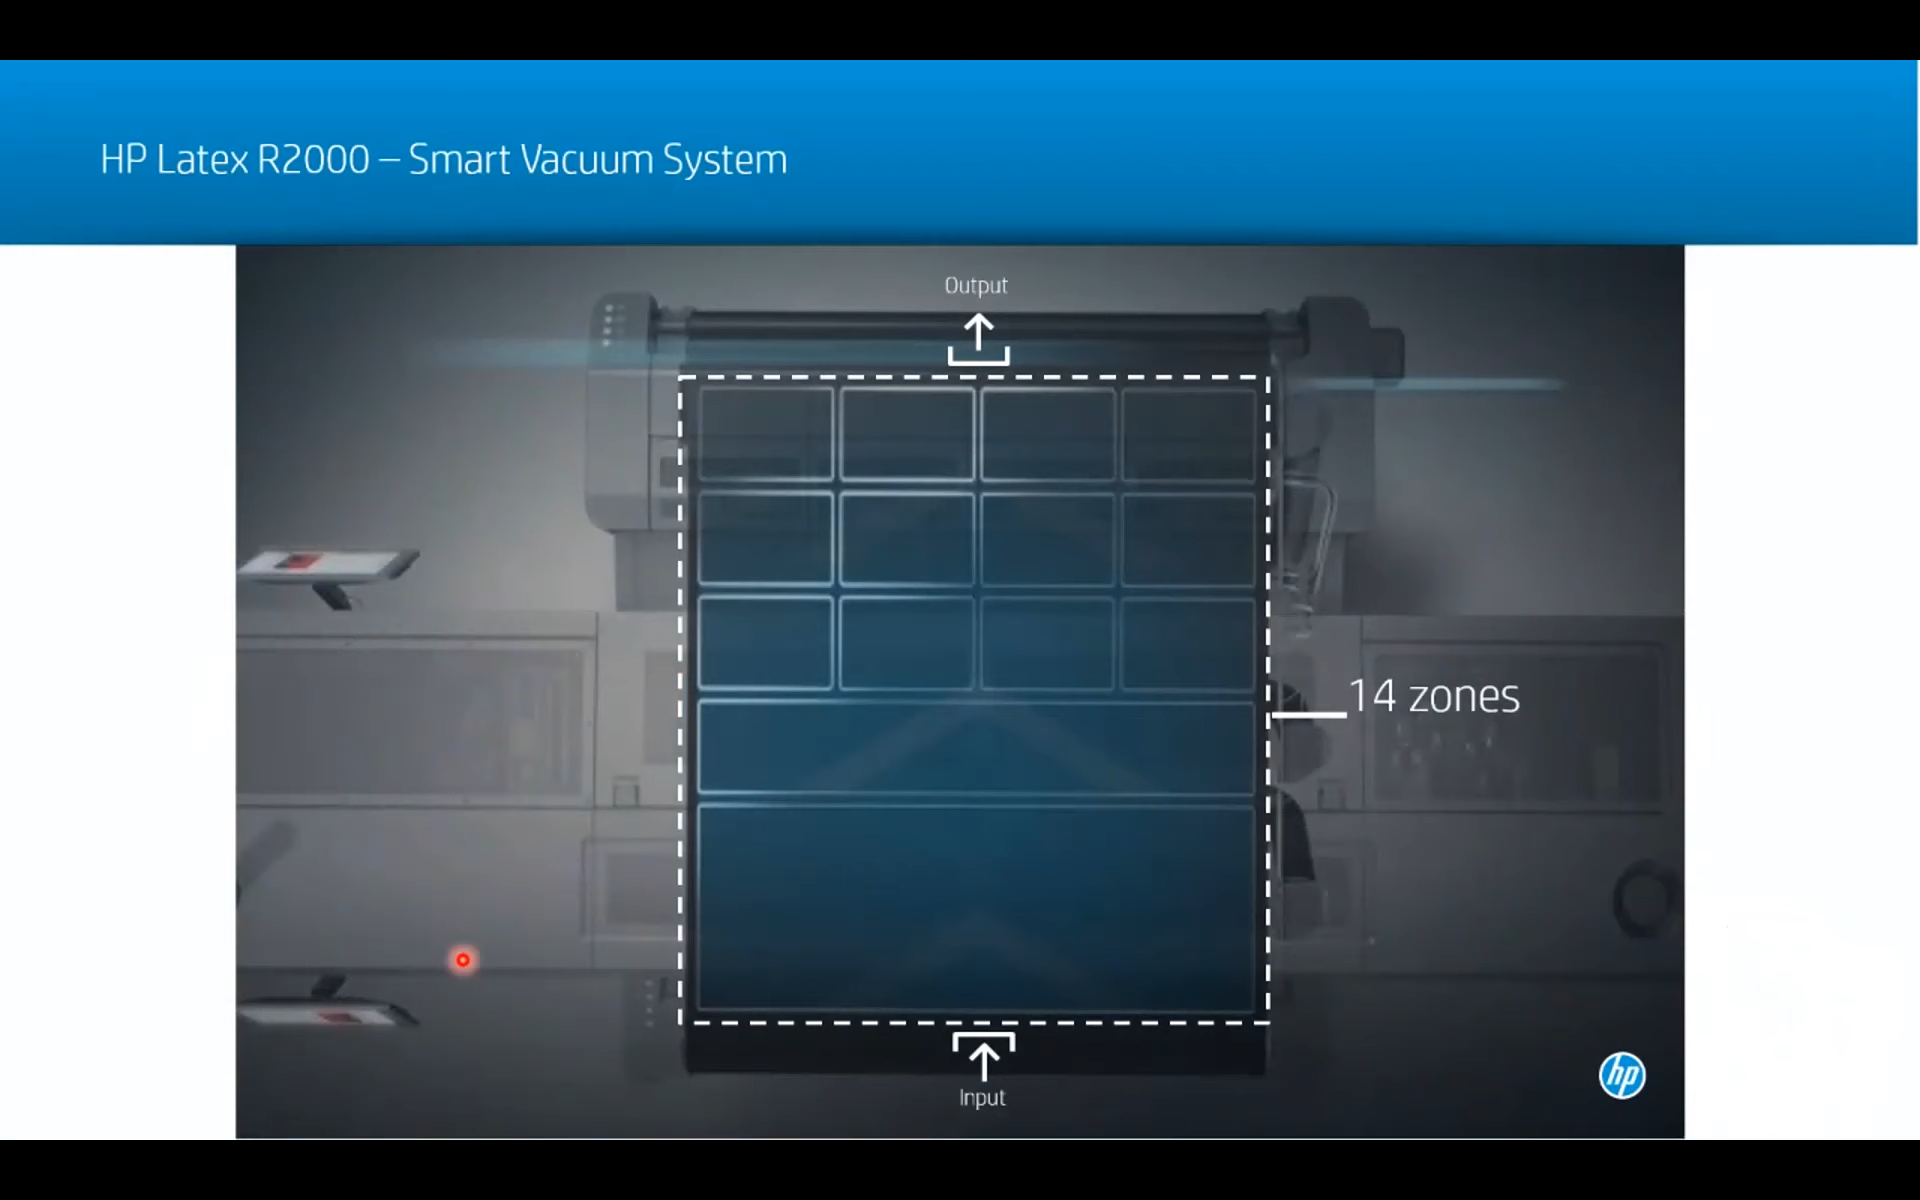 HP Latex R2000 – Smart Vacuum System
Output
14 zones
Input
hp